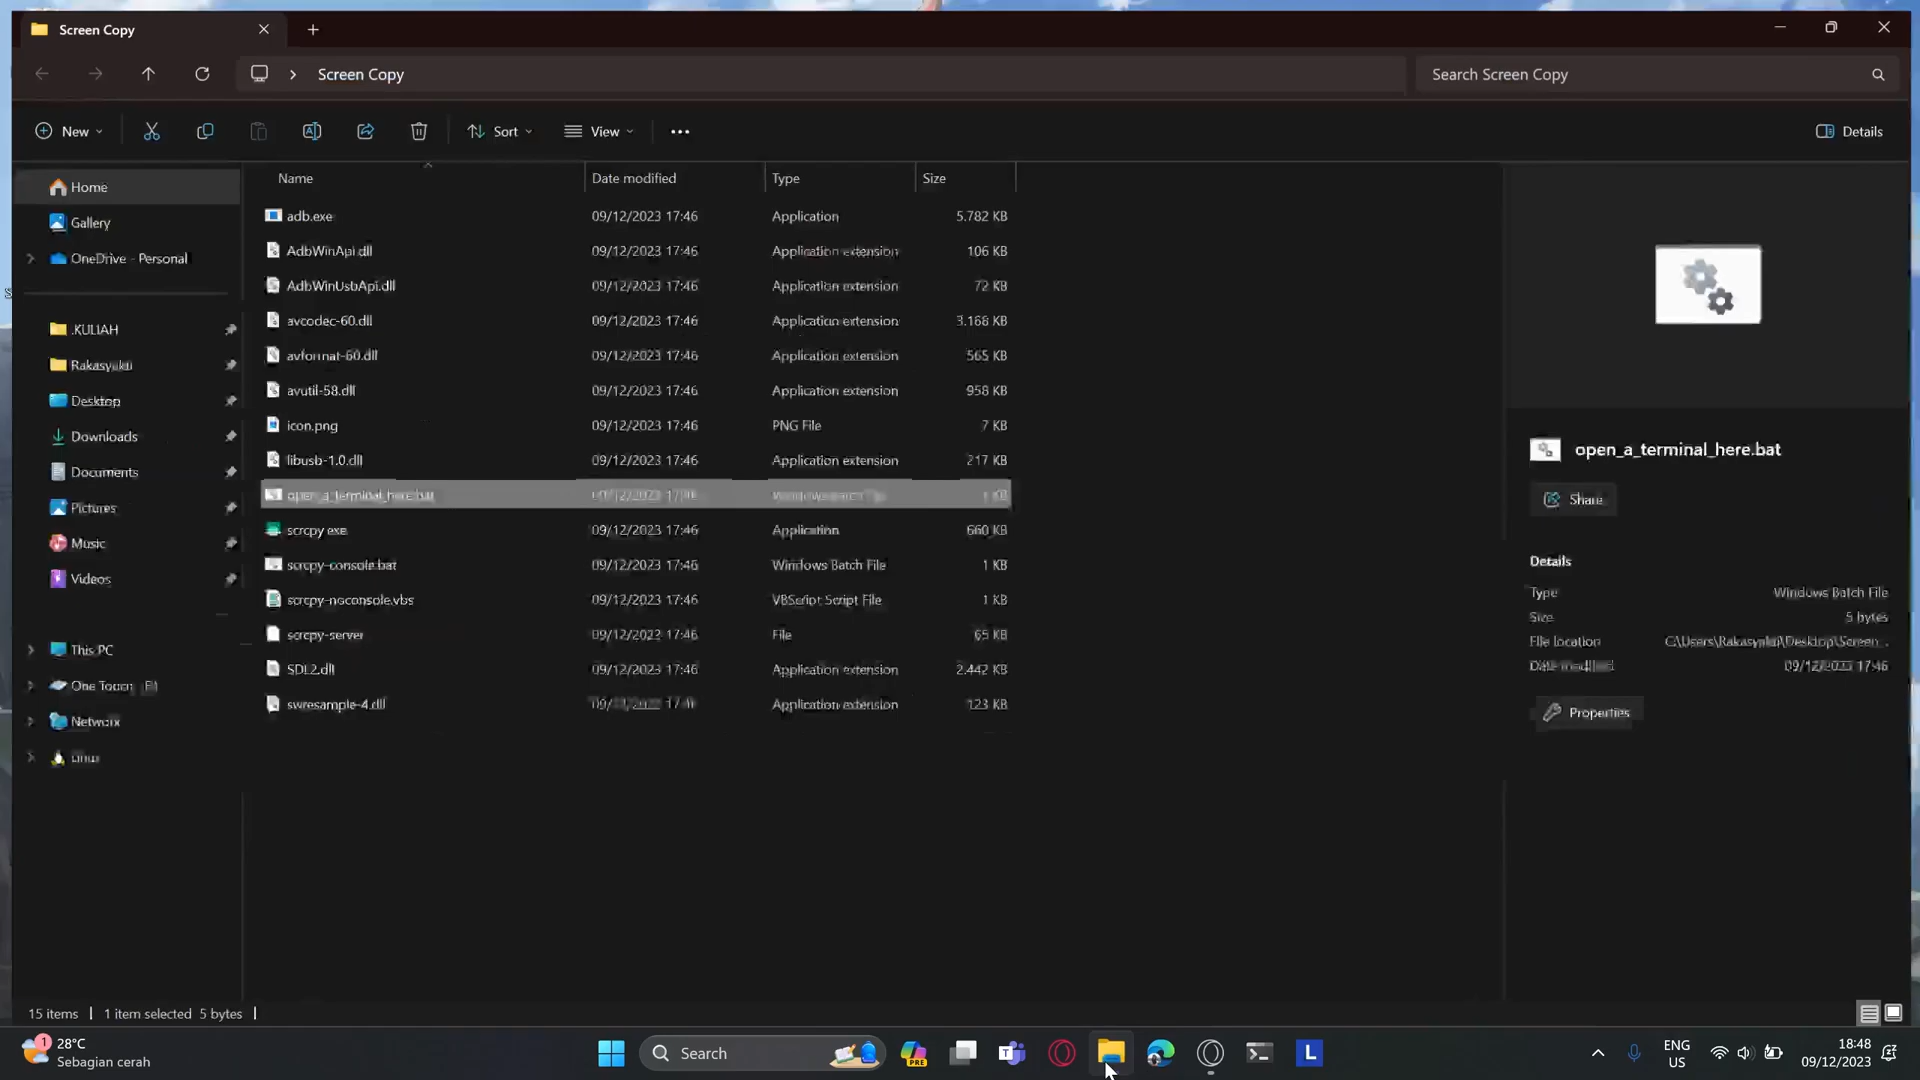 Screen Copy
Screen Copy
Search Screen Copy
New
Sort
View
Details
Name Date modified Type Size
Home
Gallery
OneDrive - Personal
.KULIAH
Rakasyuki
Desktop
Downloads
Documents
Pictures
Music
Videos
This PC
One Touch
Network
Linux
adb.exe 09/12/2023 17:46 Application 5.782 KB
AdbWinApi.dll 09/12/2023 17:46 Application extension 106 KB
AdbWinUsbApi.dll 09/12/2023 17:46 Application extension 72 KB
avcodec-60.dll 09/12/2023 17:46 Application extension 3.168 KB
avformat-60.dll 09/12/2023 17:46 Application extension 565 KB
avutil-58.dll 09/12/2023 17:46 Application extension 958 KB
icon.png 09/12/2023 17:46 PNG File 7 KB
libusb-1.0.dll 09/12/2023 17:46 Application extension 217 KB
open_a_terminal_here.bat 09/12/2023 17:46 Windows Batch File 1 KB
scrcpy.exe 09/12/2023 17:46 Application 660 KB
scrcpy-console.bat 09/12/2023 17:46 Windows Batch File 1 KB
scrcpy-noconsole.vbs 09/12/2023 17:46 VBScript Script File 1 KB
scrcpy-server 09/12/2023 17:46 File 65 KB
SDL2.dll 09/12/2023 17:46 Application extension 2.442 KB
swresample-4.dll Application extension 123 KB
open_a_terminal_here.bat
Share
Details
Type Windows Batch File
Size 5 bytes
File location C:\Users\Rakasyuki\Desktop\Screen...
Date modified 09/12/2023 17:46
Properties
15 items 1 item selected 5 bytes
1
28°C
Sebagian cerah
Search
PRE
L
ENG
US
18:48
09/12/2023